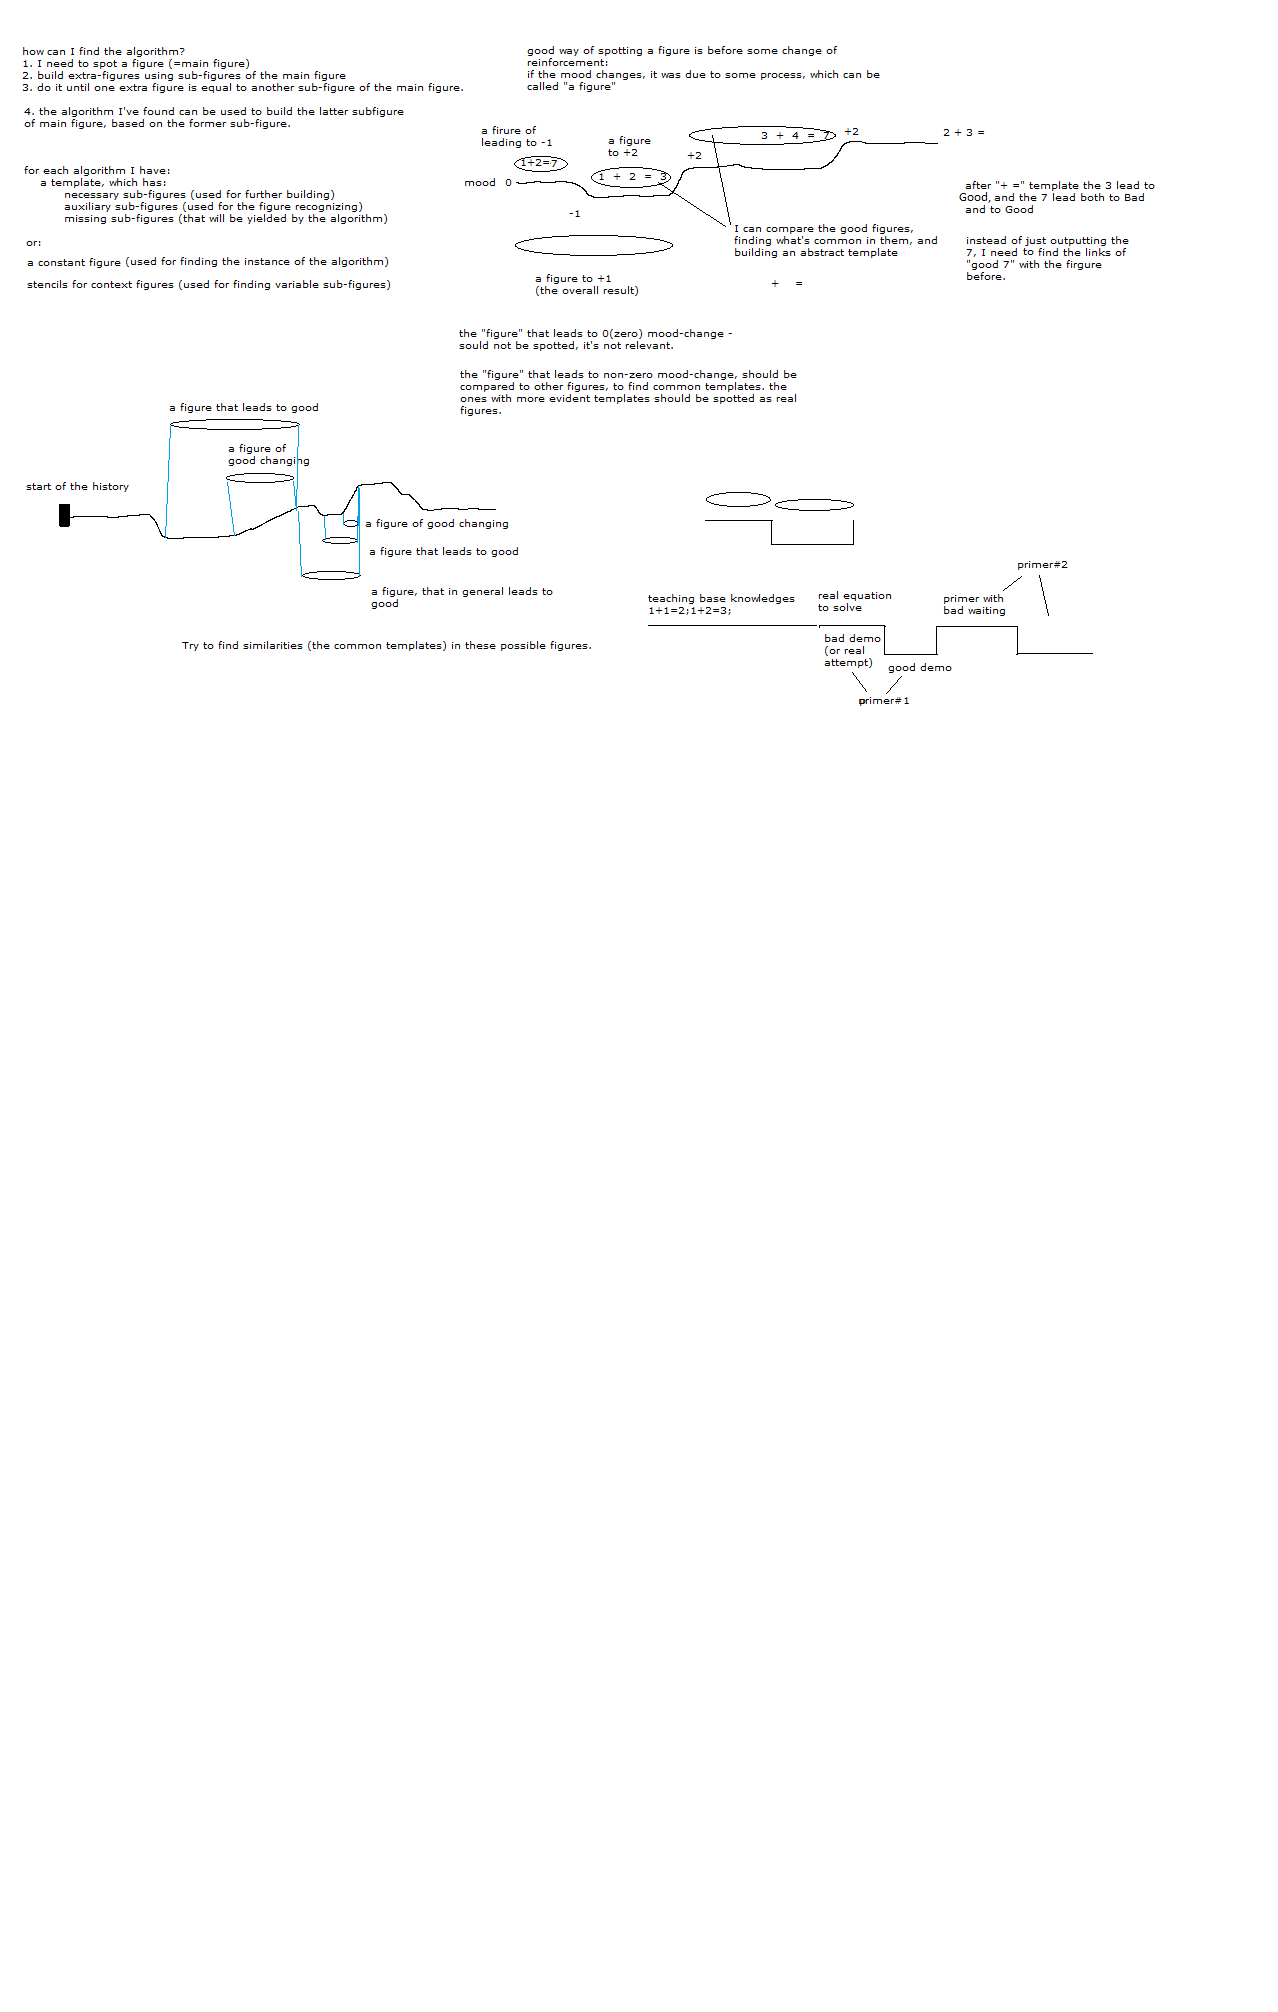 how can I find the algorithm?
1. I need to spot a figure (=main figure)
2. build extra-figures using sub-figures of the main figure
3. do it until one extra figure is equal to another sub-figure of the main figure.
4. the algorithm I've found can be used to build the latter subfigure
of main figure, based on the former sub-figure.
for each algorithm I have:
a template, which has:
necessary sub-figures (used for further building)
auxiliary sub-figures (used for the figure recognizing)
missing sub-figures (that will be yielded by the algorithm)
or:
a constant figure (used for finding the instance of the algorithm)
stencils for context figures (used for finding variable sub-figures)
good way of spotting a figure is before some change of
reinforcement:
if the mood changes, it was due to some process, which can be
called "a figure"
a firure of
leading to -1
1+2=7
mood 0
-1
a figure
to +2
1 + 2 = 3
+2
3 + 4 = 7
+2
2 + 3 =
a figure to +1
(the overall result)
I can compare the good figures,
finding what's common in them, and
building an abstract template
+ =
after "+ =" template the 3 lead to
Good, and the 7 lead both to Bad
and to Good
instead of just outputting the
7, I need to find the links of
"good 7" with the firgure
before.
the "figure" that leads to 0(zero) mood-change -
sould not be spotted, it's not relevant.
the "figure" that leads to non-zero mood-change, should be
compared to other figures, to find common templates. the
ones with more evident templates should be spotted as real
figures.
a figure that leads to good
a figure of
good changing
start of the history
a figure of good changing
a figure that leads to good
a figure, that in general leads to
good
Try to find similarities (the common templates) in these possible figures.
teaching base knowledges
1+1=2;1+2=3;
real equation
to solve
bad demo
(or real
attempt)
good demo
primer#1
primer with
bad waiting
primer#2